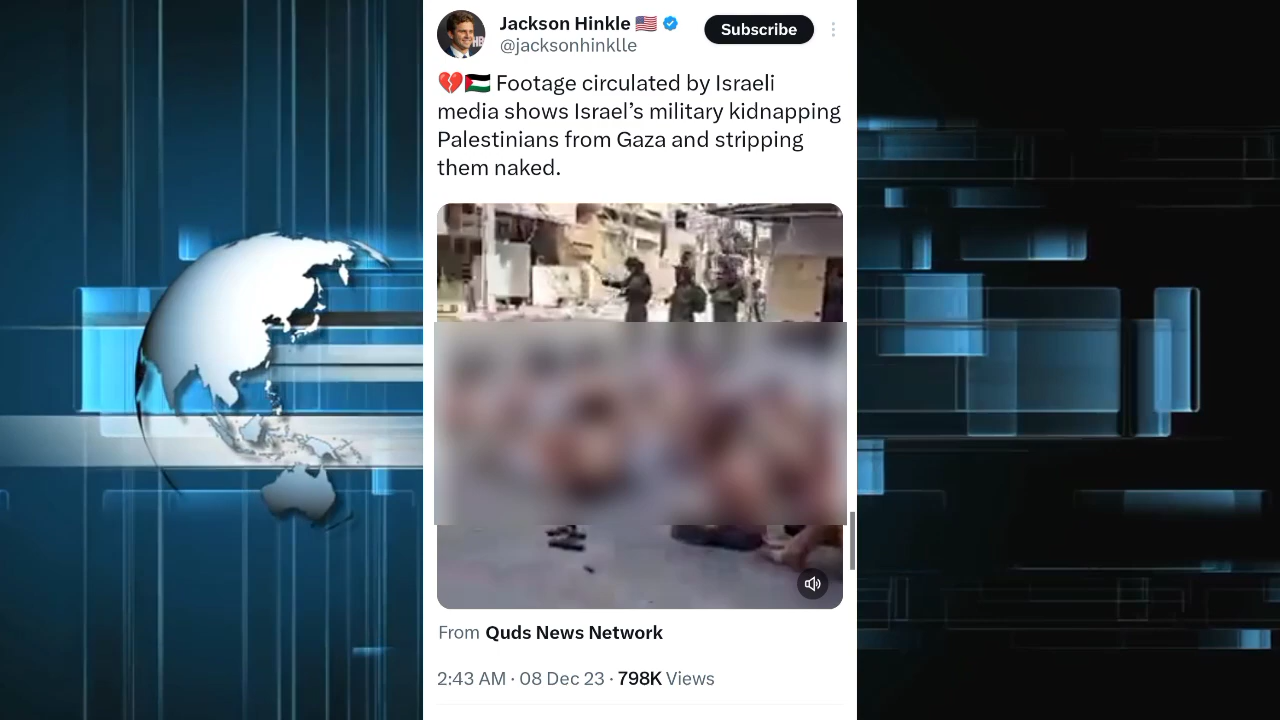 Jackson Hinkle 🇺🇸
Subscribe
@jacksonhinklle
💔🇵🇸 Footage circulated by Israeli
media shows Israel’s military kidnapping
Palestinians from Gaza and stripping
them naked.
From Quds News Network
2:43 AM · 08 Dec 23 · 798K Views